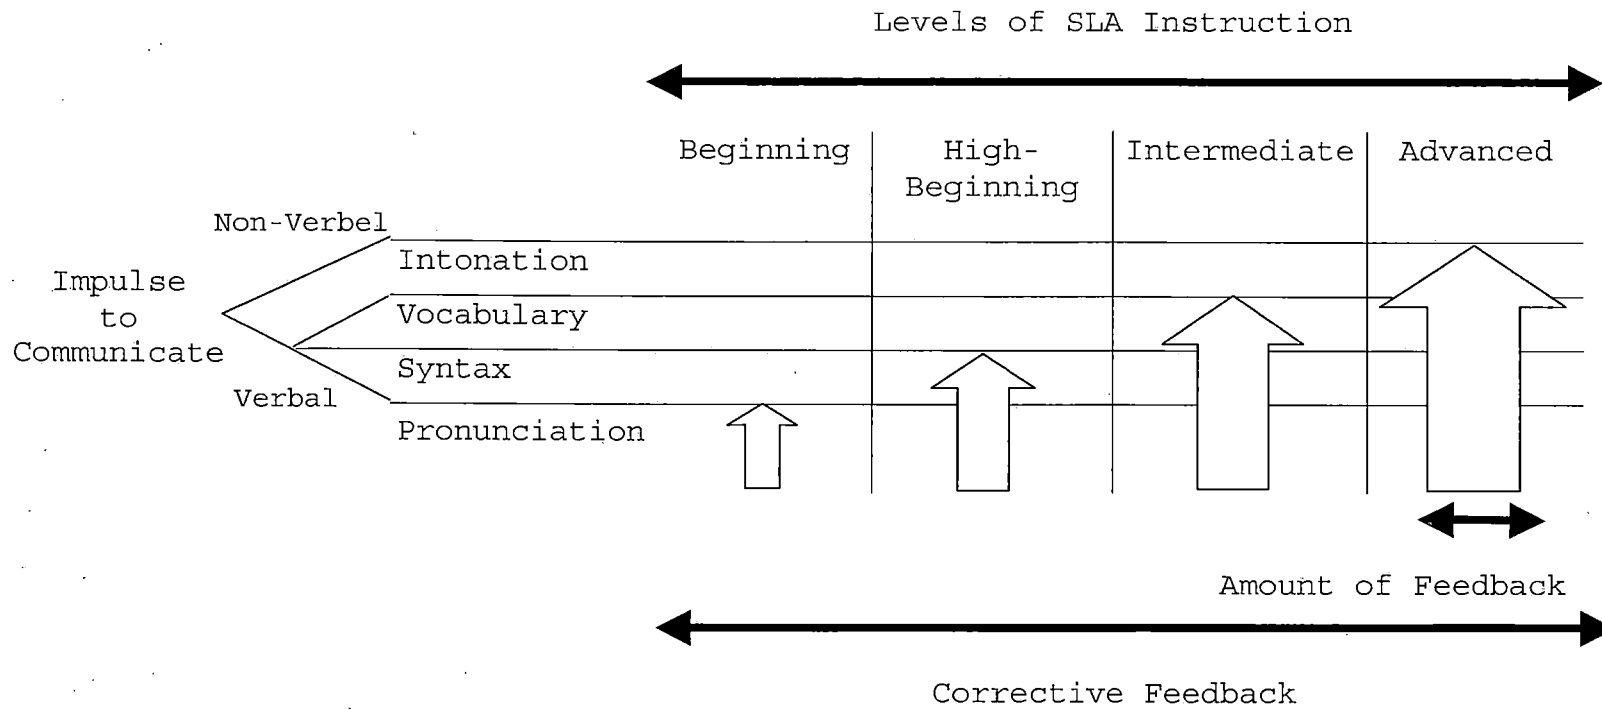 Levels of SLA Instruction
Beginning
High-
Beginning
Intermediate
Advanced
Non-Verbel
Intonation
Impulse
to
Communicate
Vocabulary
Syntax
Verbal
Pronunciation
Amount of Feedback
Corrective Feedback